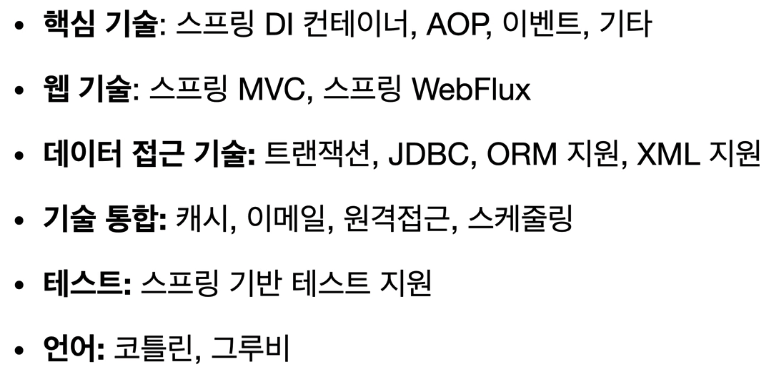 • 핵심 기술: 스프링 DI 컨테이너, AOP, 이벤트, 기타
• 웹 기술: 스프링 MVC, 스프링 WebFlux
• 데이터 접근 기술: 트랜잭션, JDBC, ORM 지원, XML 지원
• 기술 통합: 캐시, 이메일, 원격접근, 스케줄링
• 테스트: 스프링 기반 테스트 지원
• 언어: 코틀린, 그루비